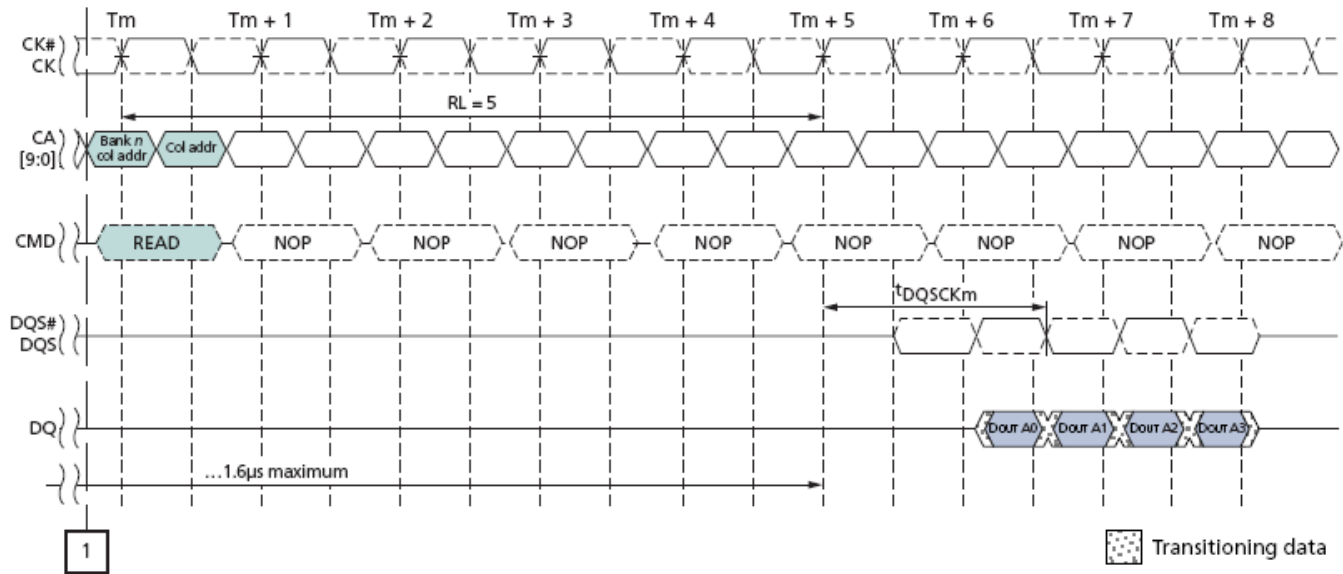 Tm Tm + 1 Tm + 2 Tm + 3 Tm + 4 Tm + 5 Tm + 6 Tm + 7 Tm + 8
CK#
CK
RL = 5
CA
[9:0]
Bank n
col addr
Col addr
CMD READ NOP NOP NOP NOP NOP NOP NOP NOP
tDQSCKm
DQS#
DQS
DQ DOUT A0 DOUT A1 DOUT A2 DOUT A3
...1.6µs maximum
1
Transitioning data